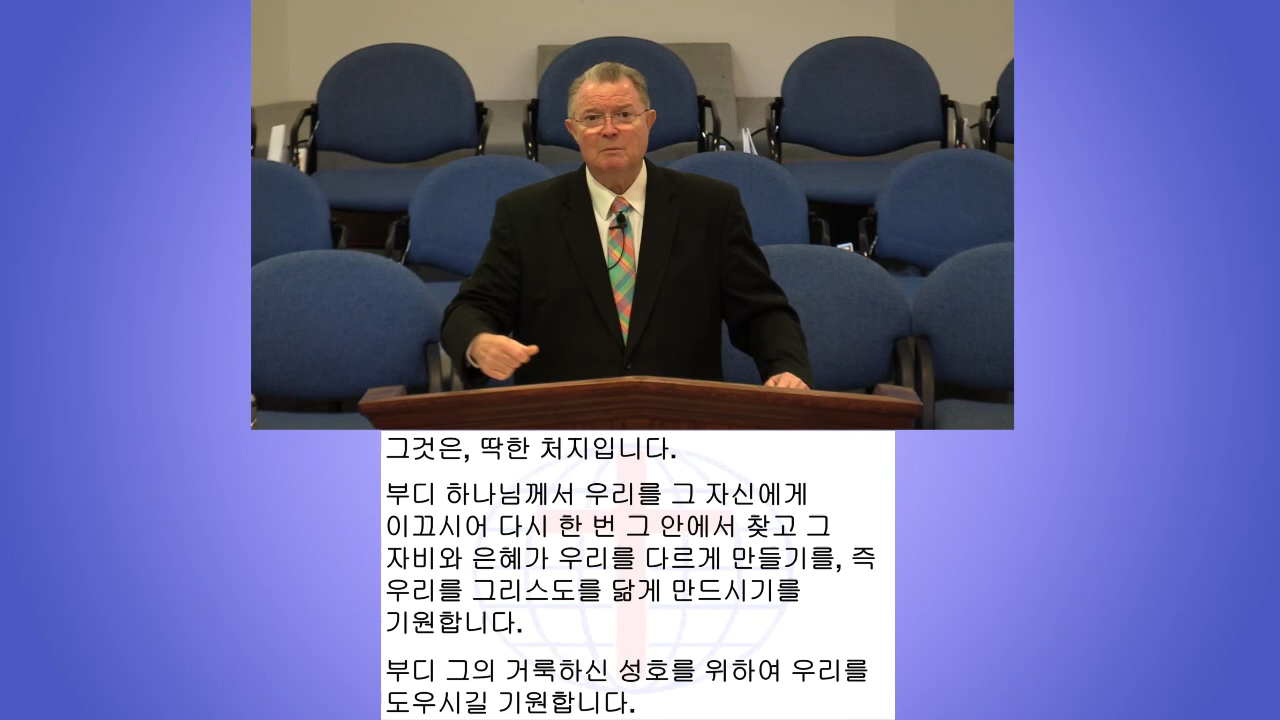 그것은, 딱한 처지입니다.
부디 하나님께서 우리를 그 자신에게
이끄시어 다시 한 번 그 안에서 찾고 그
자비와 은혜가 우리를 다르게 만들기를, 즉
우리를 그리스도를 닮게 만드시기를
기원합니다.
부디 그의 거룩하신 성호를 위하여 우리를
도우시길 기원합니다.